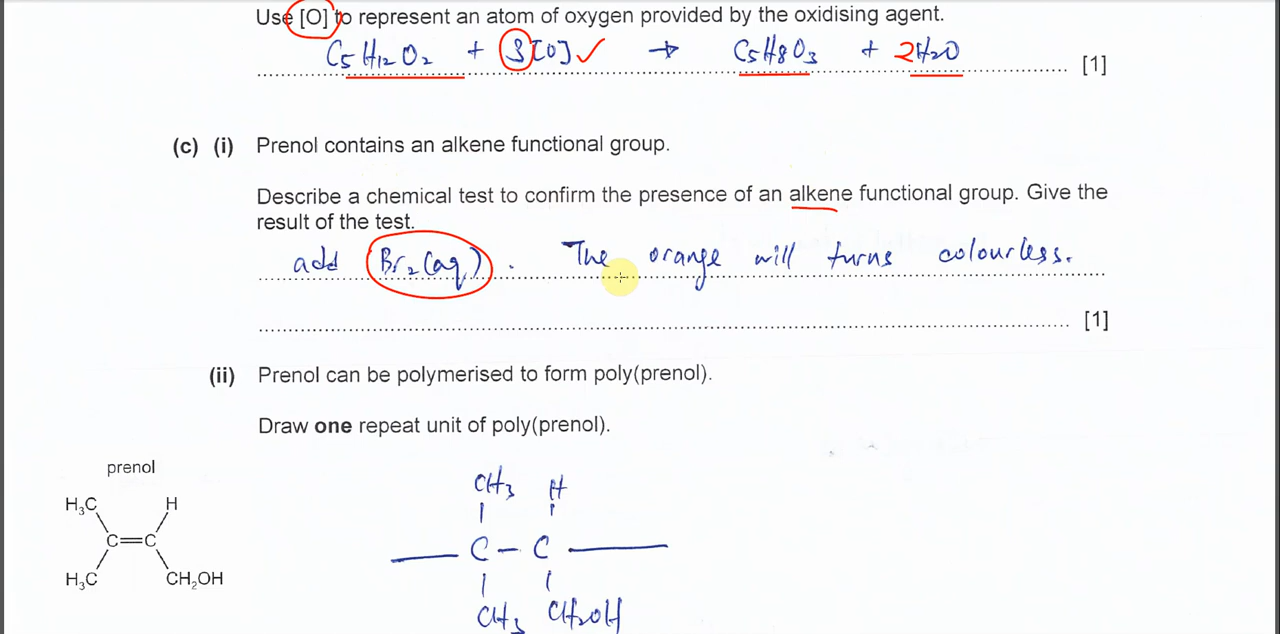 Use [O] to represent an atom of oxygen provided by the oxidising agent.
C5H12O2 + 3[O] ✓ → C5H8O3 + 2H2O [1]
(c) (i) Prenol contains an alkene functional group.
Describe a chemical test to confirm the presence of an alkene functional group. Give the
result of the test.
add Br2(aq). The orange will turns colourless.
[1]
(ii) Prenol can be polymerised to form poly(prenol).
Draw one repeat unit of poly(prenol).
prenol
H3C H
C=C
H3C CH2OH
CH3 H
C - C
CH3 CH2OH